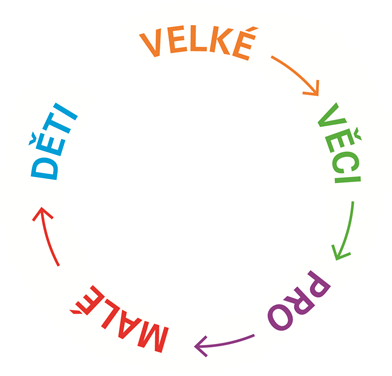 VELKÉ
VĚCI
PRO
MALÉ
DĚTI